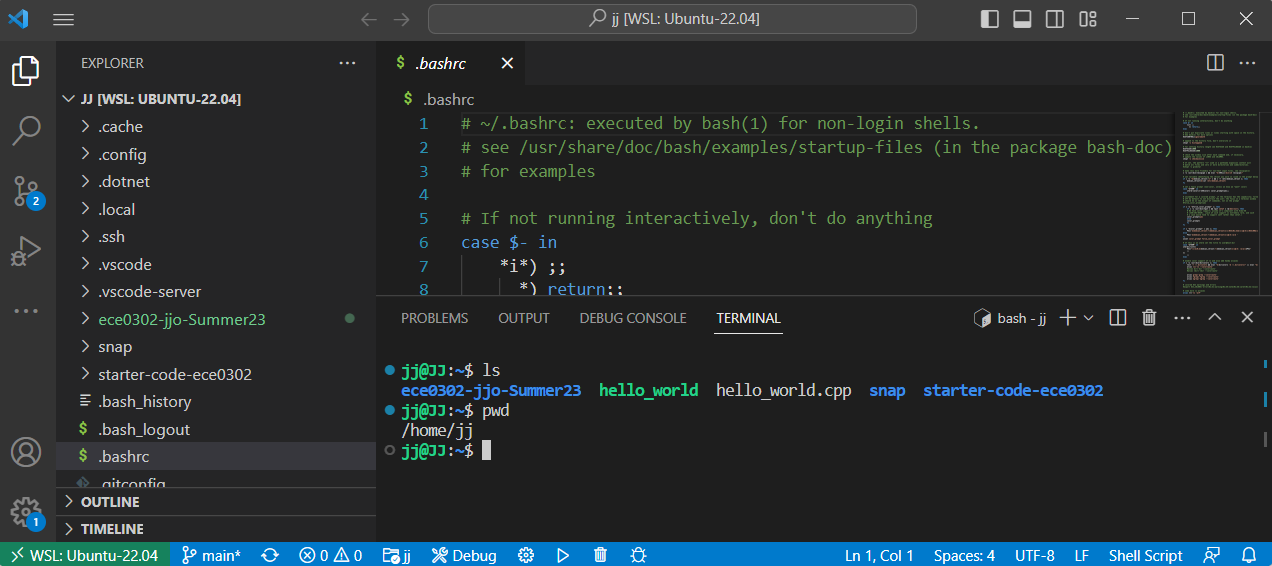 jj [WSL: Ubuntu-22.04]
EXPLORER
JJ [WSL: UBUNTU-22.04]
.cache
.config
.dotnet
.local
.ssh
.vscode
.vscode-server
ece0302-jjo-Summer23
snap
starter-code-ece0302
.bash_history
$ .bash_logout
$ .bashrc
.gitconfig
OUTLINE
TIMELINE
2
1
$ .bashrc
$ .bashrc
1 # ~/.bashrc: executed by bash(1) for non-login shells.
2 # see /usr/share/doc/bash/examples/startup-files (in the package bash-doc)
3 # for examples
4
5 # If not running interactively, don't do anything
6 case $- in
7 *i*) ;;
8 *) return;;
PROBLEMS OUTPUT DEBUG CONSOLE TERMINAL bash - jj
jj@JJ:~$ ls
ece0302-jjo-Summer23 hello_world hello_world.cpp snap starter-code-ece0302
jj@JJ:~$ pwd
/home/jj
jj@JJ:~$
WSL: Ubuntu-22.04 main* 0 0 jj Debug Ln 1, Col 1 Spaces: 4 UTF-8 LF Shell Script